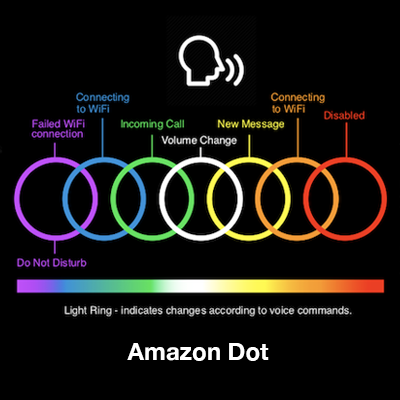 Connecting
to WiFi
Connecting
to WiFi
Failed WiFi
connection
Incoming Call
New Message
Disabled
Volume Change
Do Not Disturb
Light Ring - indicates changes according to voice commands.
Amazon Dot